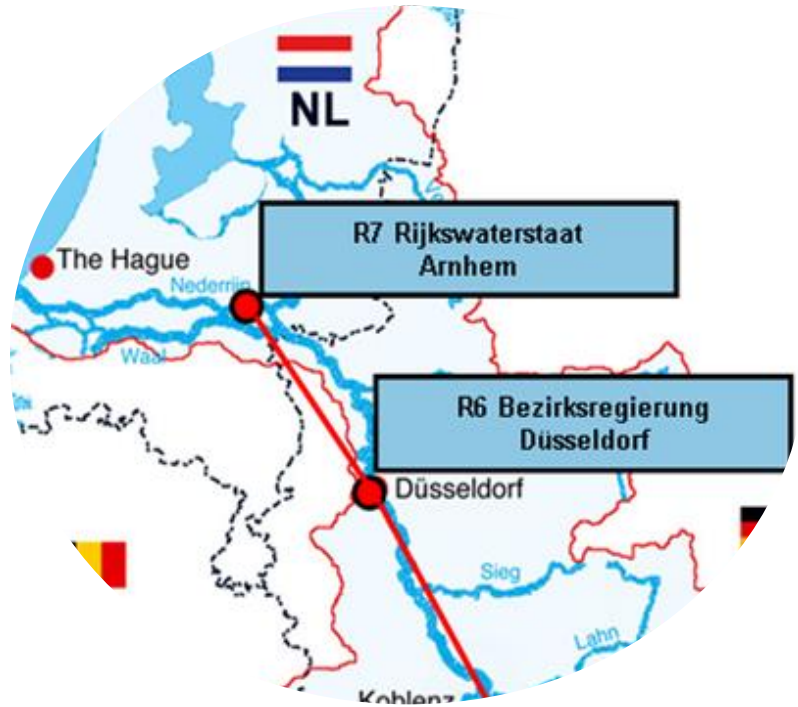 NL
R7 Rijkswaterstaat
Arnhem
The Hague
Nederrijn
Waal
R6 Bezirksregierung
Düsseldorf
Düsseldorf
Sieg
Lahn
Koblenz